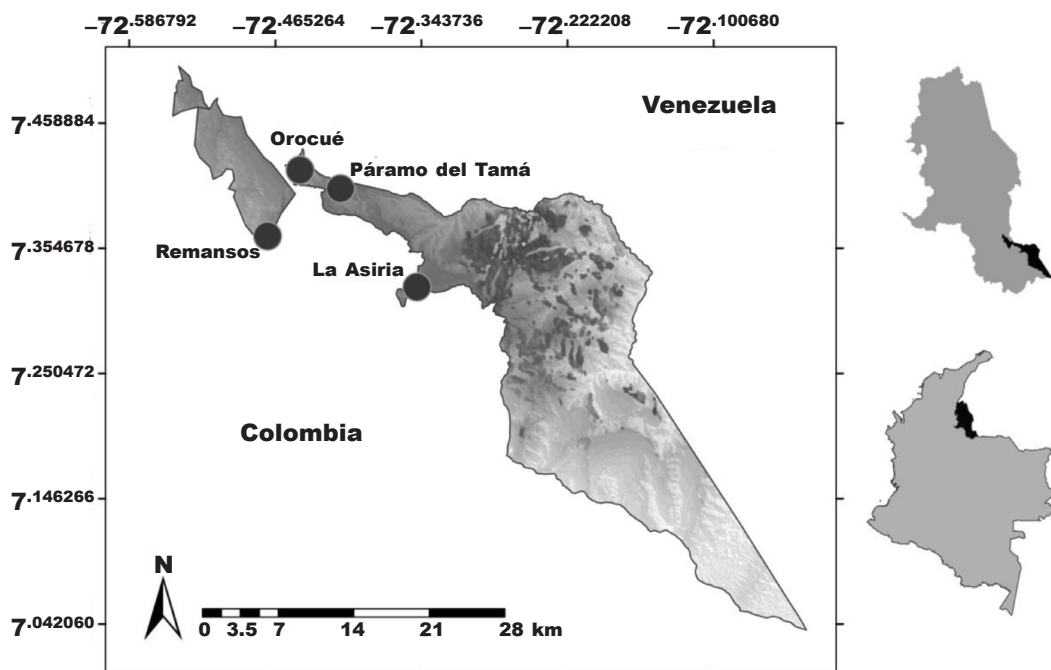 –72.586792 –72.465264 –72.343736 –72.222208 –72.100680
Venezuela
7.458884
Orocué
Páramo del Tamá
7.354678
Remansos
La Asiria
7.250472
Colombia
7.146266
N
7.042060
0 3.5 7 14 21 28 km